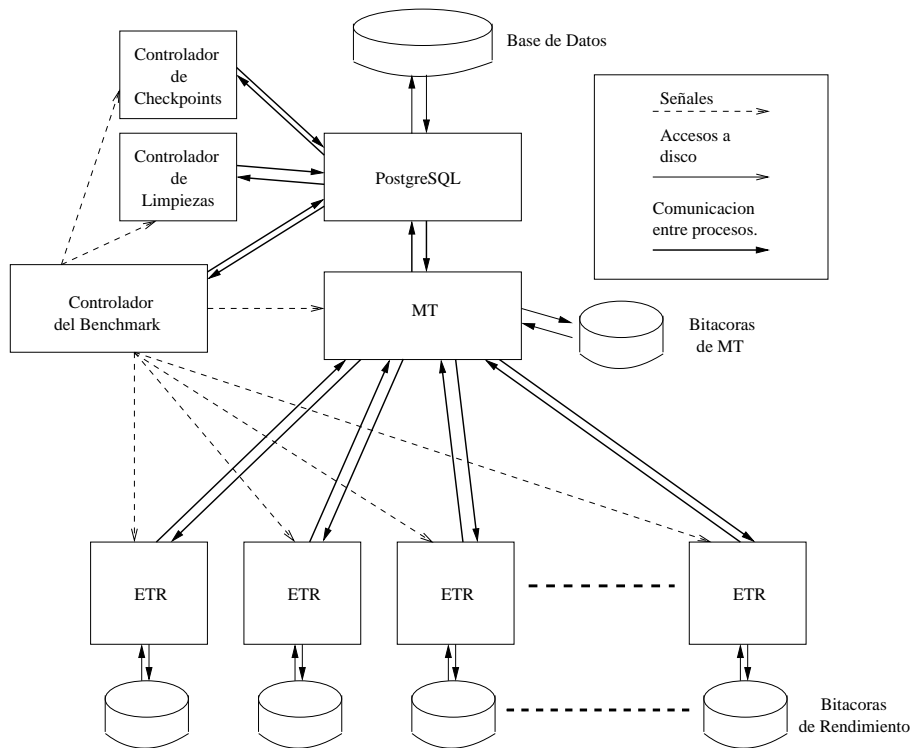 Base de Datos
Controlador
de
Checkpoints
Señales
Accesos a
disco
Comunicacion
entre procesos.
Controlador
de
Limpiezas
PostgreSQL
Controlador
del Benchmark
MT
Bitacoras
de MT
ETR
ETR
ETR
ETR
Bitacoras
de Rendimiento